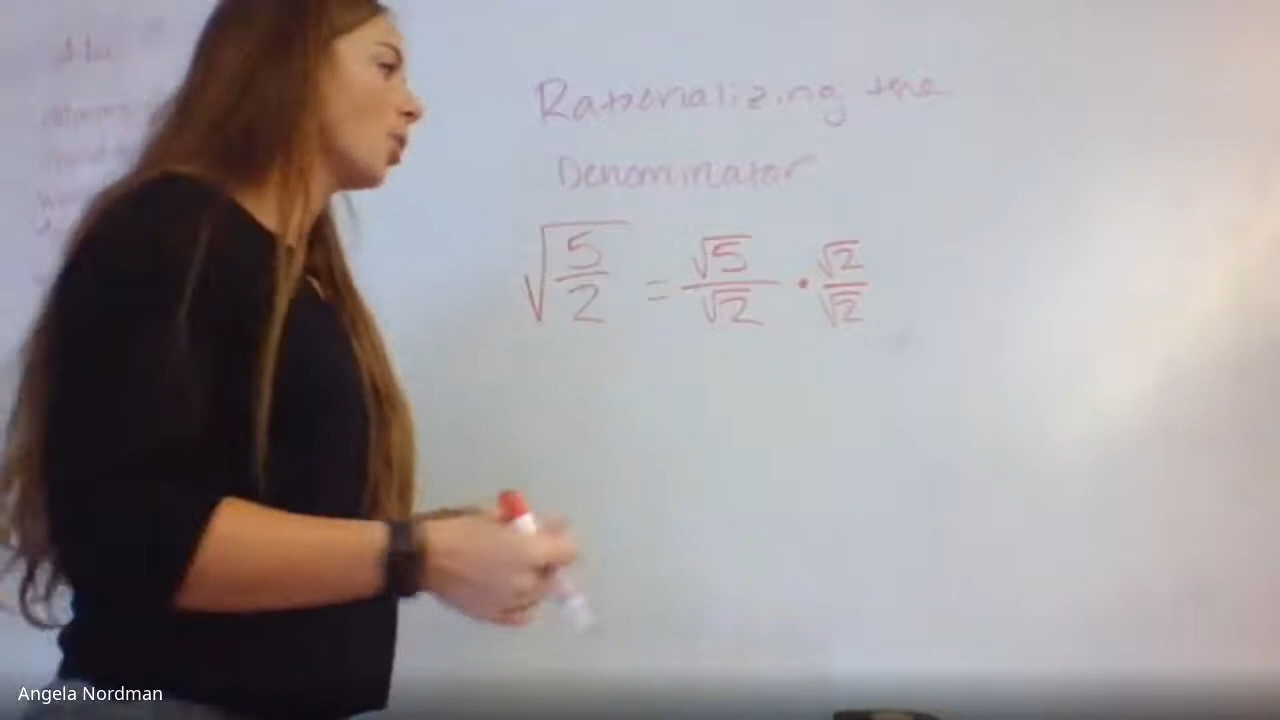 Rationalizing the
Denominator
√(5/2) = √5/√2 · √2/√2
Angela Nordman